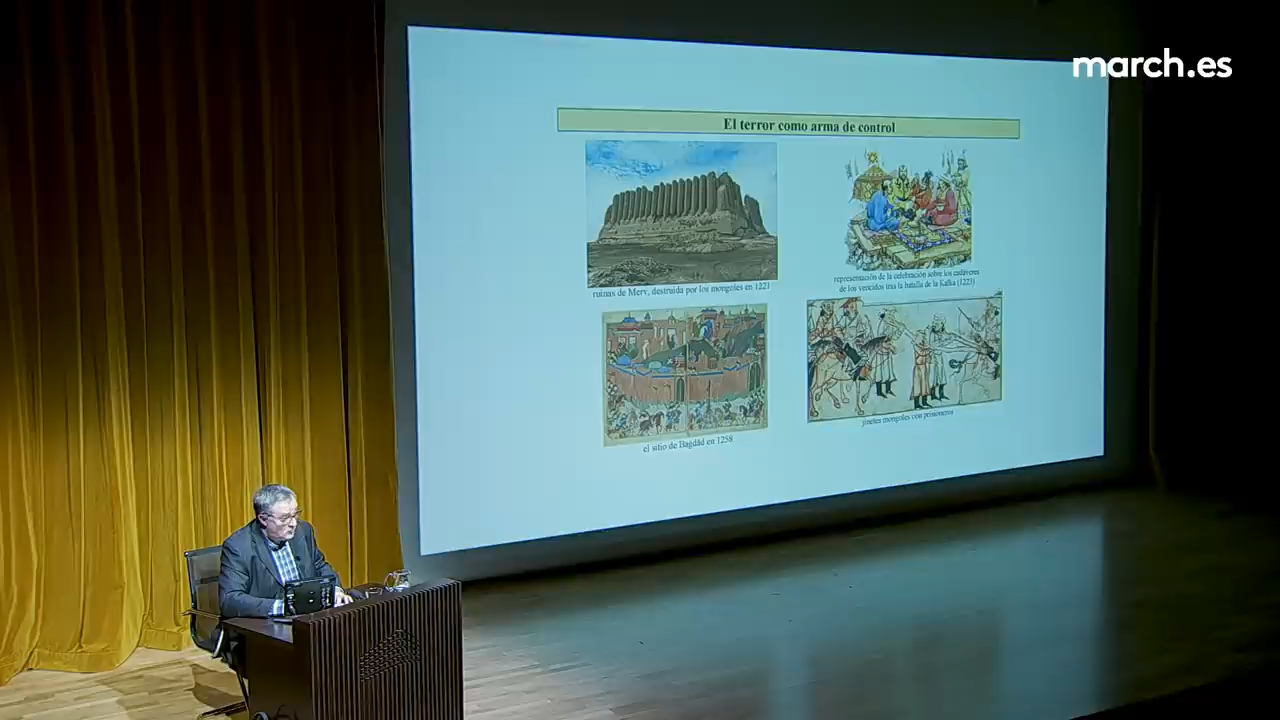 march.es
El terror como arma de control
ruinas de Merv, destruida por los mongoles en 1221
representación de la celebración sobre los cadáveres
de los vencidos tras la batalla de la Kalka (1223)
el sitio de Bagdad en 1258
jinetes mongoles con prisioneros